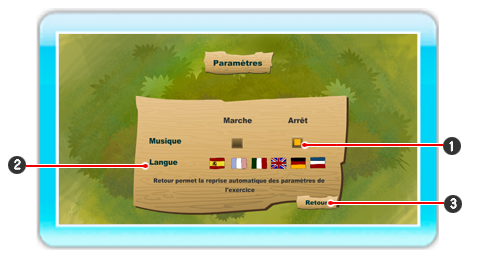 Paramètres
Marche Arrêt
Musique
1
2
Langue
Retour permet la reprise automatique des paramètres de
l'exercice
Retour
3